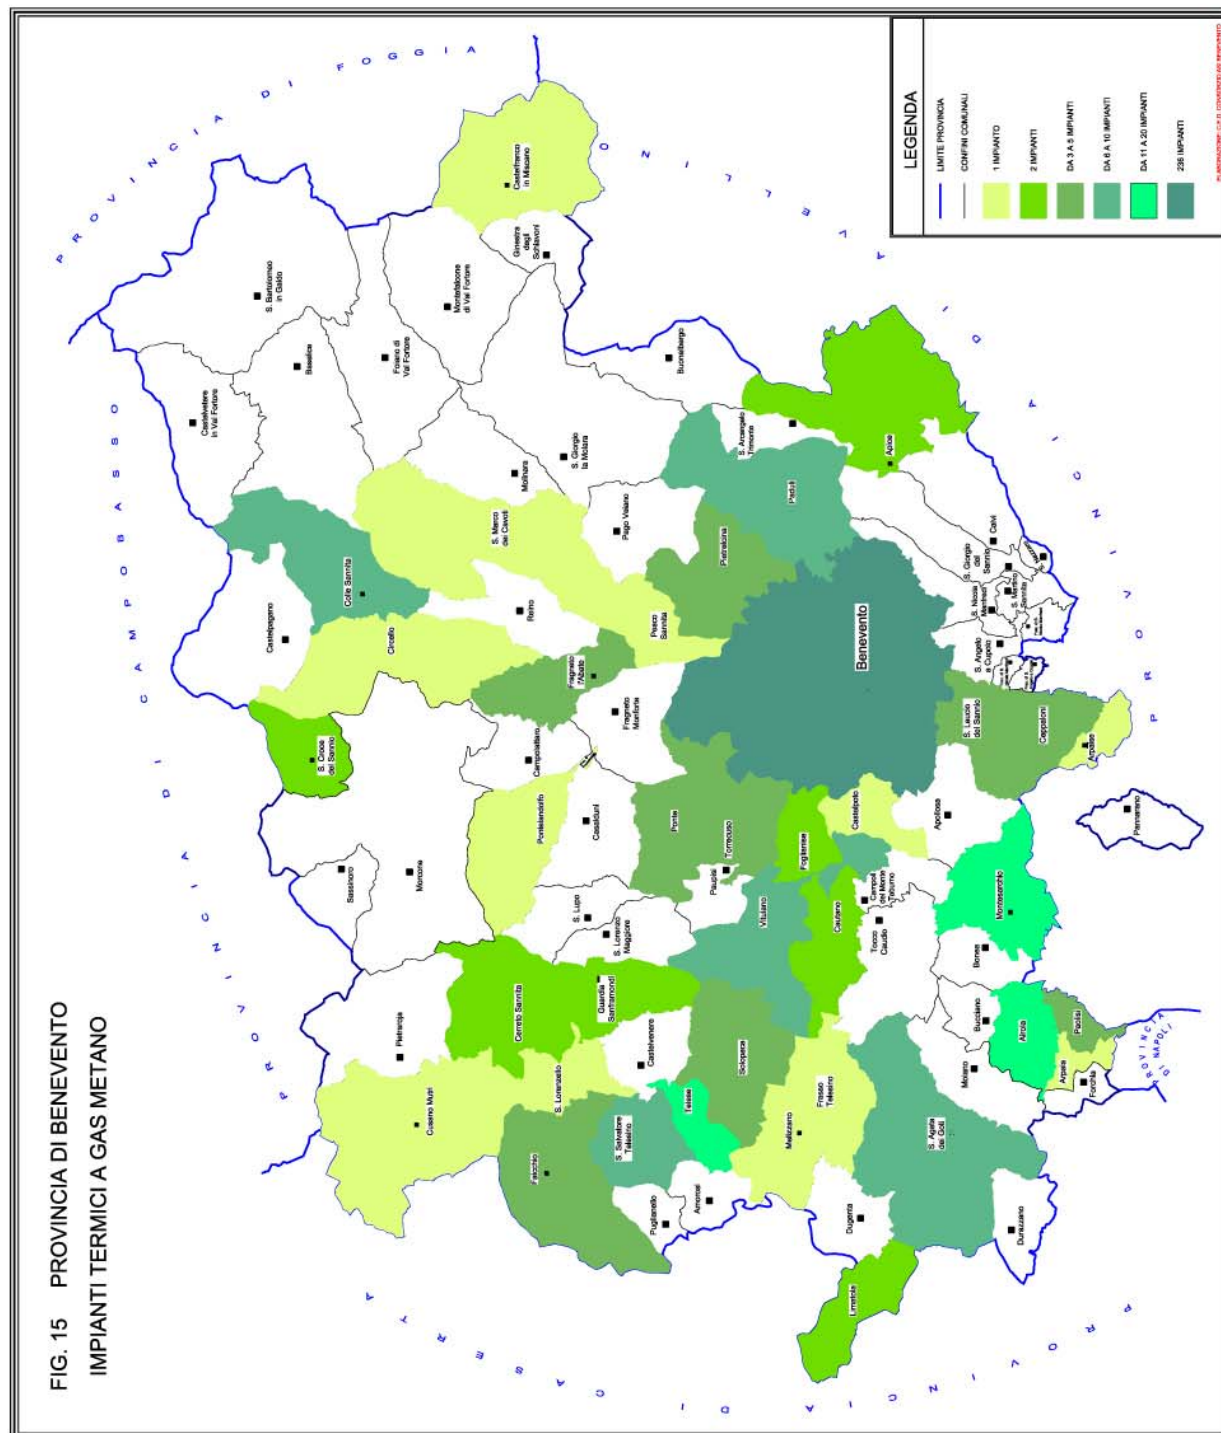 FIG. 15 PROVINCIA DI BENEVENTO
IMPIANTI TERMICI A GAS METANO
PROVINCIA DI CAMPOBASSO
PROVINCIA DI FOGGIA
PROVINCIA DI AVELLINO
PROVINCIA DI CASERTA
PROVINCIA
DI NAPOLI
LEGENDA
LIMITE PROVINCIA
CONFINI COMUNALI
1 IMPIANTO
2 IMPIANTI
DA 3 A 5 IMPIANTI
DA 6 A 10 IMPIANTI
DA 11 A 20 IMPIANTI
236 IMPIANTI
Castelvetere
in Val Fortore
S. Bartolomeo
in Galdo
Baselice
Foiano di
Val Fortore
Montefalcone
di Val Fortore
Castelfranco
in Miscano
Ginestra
degli
Schiavoni
Castelpagano
Colle Sannita
Circello
S. Croce
del Sannio
Sassinoro
Morcone
Reino
S. Marco
dei Cavoti
Molinara
S. Giorgio
la Molara
Buonalbergo
Pago Veiano
Pesco
Sannita
Pietrelcina
Paduli
S. Arcangelo
Trimonte
Apice
Fragneto
l'Abate
Fragneto
Monforte
Campolattaro
Pontelandolfo
Casalduni
Ponte
Torrecuso
Paupisi
S. Lupo
S. Lorenzo
Maggiore
Benevento
Pietraroja
Cerreto Sannita
Guardia
Sanframondi
Cusano Mutri
S. Lorenzello
Castelvenere
Faicchio
S. Salvatore
Telesino
Telese
Puglianello
Amorosi
Solopaca
Vitulano
Foglianise
Castelpoto
Cautano
Campoli
del Monte
Taburno
Tocco
Caudio
Apollosa
Melizzano
Frasso
Telesino
Dugenta
Limatola
S. Agata
dei Goti
Durazzano
Moiano
Bucciano
Bonea
Montesarchio
Airola
Paolisi
Arpaia
Forchia
Pannarano
S. Leucio
del Sannio
Ceppaloni
Arpaise
S. Angelo
a Cupolo
S. Nicola
Manfredi
S. Martino
Sannita
S. Giorgio
del
Sannio
Calvi